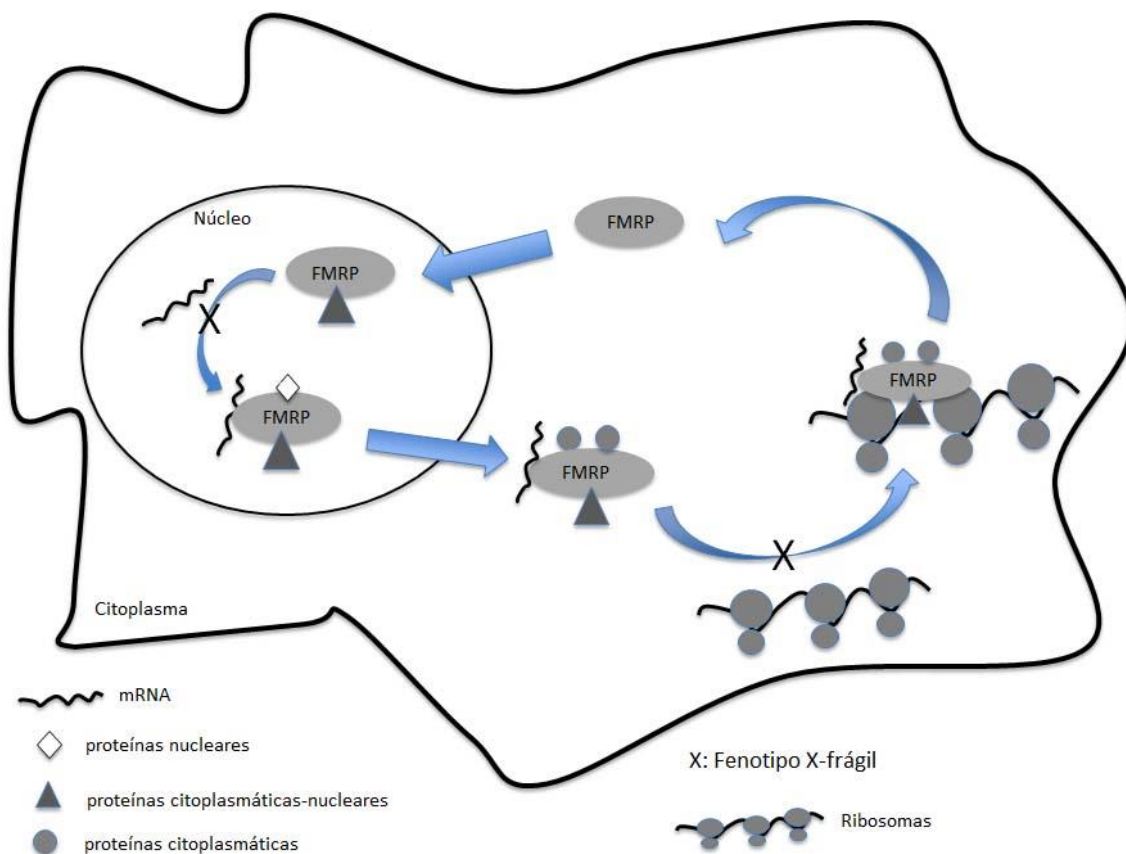 Núcleo
FMRP
FMRP
X
FMRP
FMRP
FMRP
X
Citoplasma
mRNA
proteínas nucleares
proteínas citoplasmáticas-nucleares
proteínas citoplasmáticas
X: Fenotipo X-frágil
Ribosomas